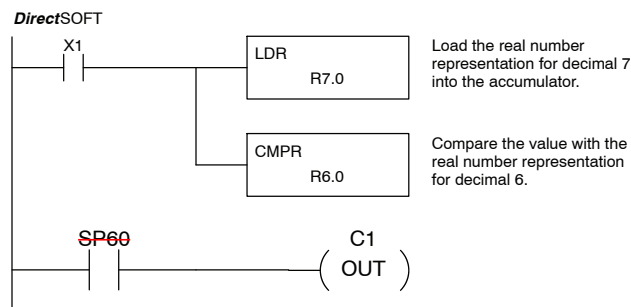 DirectSOFT
X1
LDR
R7.0
Load the real number
representation for decimal 7
into the accumulator.
CMPR
R6.0
Compare the value with the
real number representation
for decimal 6.
SP60
C1
OUT